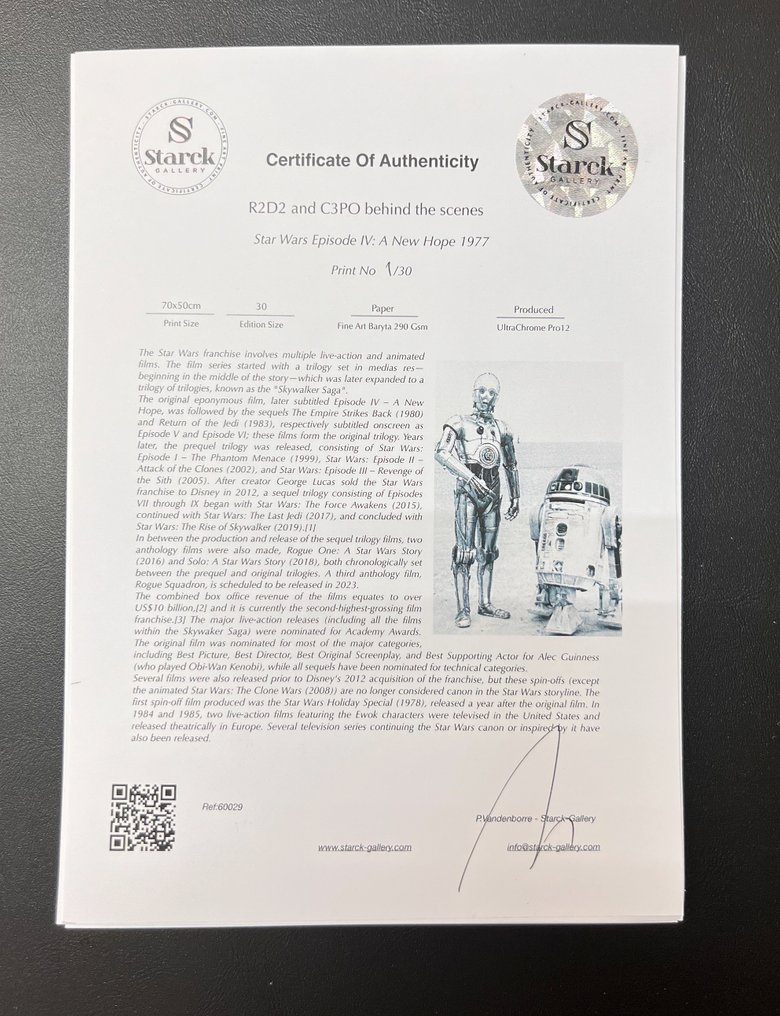 STARCK-GALLERY.COM · FINE ART PRINT · CERTIFICATE OF AUTHENTICITY
S
Starck
GALLERY
STARCK-GALLERY.COM · FINE ART PRINT · CERTIFICATE OF AUTHENTICITY
S
Starck
GALLERY
Certificate Of Authenticity
R2D2 and C3PO behind the scenes
Star Wars Episode IV: A New Hope 1977
Print No 1/30
70x50cm 30 Paper Produced
Print Size Edition Size Fine Art Baryta 290 Gsm UltraChrome Pro12
The Star Wars franchise involves multiple live-action and animated
films. The film series started with a trilogy set in medias res—
beginning in the middle of the story—which was later expanded to a
trilogy of trilogies, known as the "Skywalker Saga".
The original eponymous film, later subtitled Episode IV – A New
Hope, was followed by the sequels The Empire Strikes Back (1980)
and Return of the Jedi (1983), respectively subtitled onscreen as
Episode V and Episode VI; these films form the original trilogy. Years
later, the prequel trilogy was released, consisting of Star Wars:
Episode I – The Phantom Menace (1999), Star Wars: Episode II –
Attack of the Clones (2002), and Star Wars: Episode III – Revenge of
the Sith (2005). After creator George Lucas sold the Star Wars
franchise to Disney in 2012, a sequel trilogy consisting of Episodes
VII through IX began with Star Wars: The Force Awakens (2015),
continued with Star Wars: The Last Jedi (2017), and concluded with
Star Wars: The Rise of Skywalker (2019).[1]
In between the production and release of the sequel trilogy films, two
anthology films were also made, Rogue One: A Star Wars Story
(2016) and Solo: A Star Wars Story (2018), both chronologically set
between the prequel and original trilogies. A third anthology film,
Rogue Squadron, is scheduled to be released in 2023.
The combined box office revenue of the films equates to over
US$10 billion,[2] and it is currently the second-highest-grossing film
franchise.[3] The major live-action releases (including all the films
within the Skywaker Saga) were nominated for Academy Awards.
The original film was nominated for most of the major categories,
including Best Picture, Best Director, Best Original Screenplay, and Best Supporting Actor for Alec Guinness
(who played Obi-Wan Kenobi), while all sequels have been nominated for technical categories.
Several films were also released prior to Disney's 2012 acquisition of the franchise, but these spin-offs (except
the animated Star Wars: The Clone Wars (2008)) are no longer considered canon in the Star Wars storyline. The
first spin-off film produced was the Star Wars Holiday Special (1978), released a year after the original film. In
1984 and 1985, two live-action films featuring the Ewok characters were televised in the United States and
released theatrically in Europe. Several television series continuing the Star Wars canon or inspired by it have
also been released.
Ref:60029
P.Vandenborre - Starck-Gallery
www.starck-gallery.com
info@starck-gallery.com